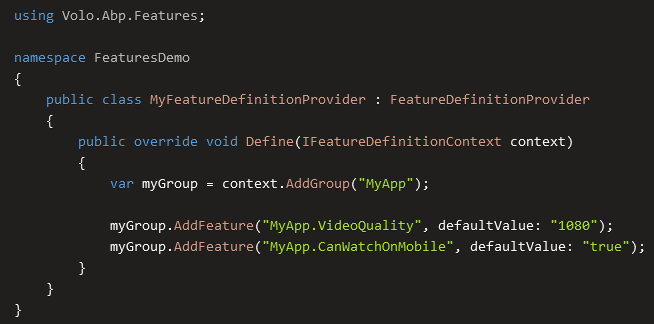 using Volo.Abp.Features;
namespace FeaturesDemo
{
    public class MyFeatureDefinitionProvider : FeatureDefinitionProvider
    {
        public override void Define(IFeatureDefinitionContext context)
        {
            var myGroup = context.AddGroup("MyApp");
            myGroup.AddFeature("MyApp.VideoQuality", defaultValue: "1080");
            myGroup.AddFeature("MyApp.CanWatchOnMobile", defaultValue: "true");
        }
    }
}